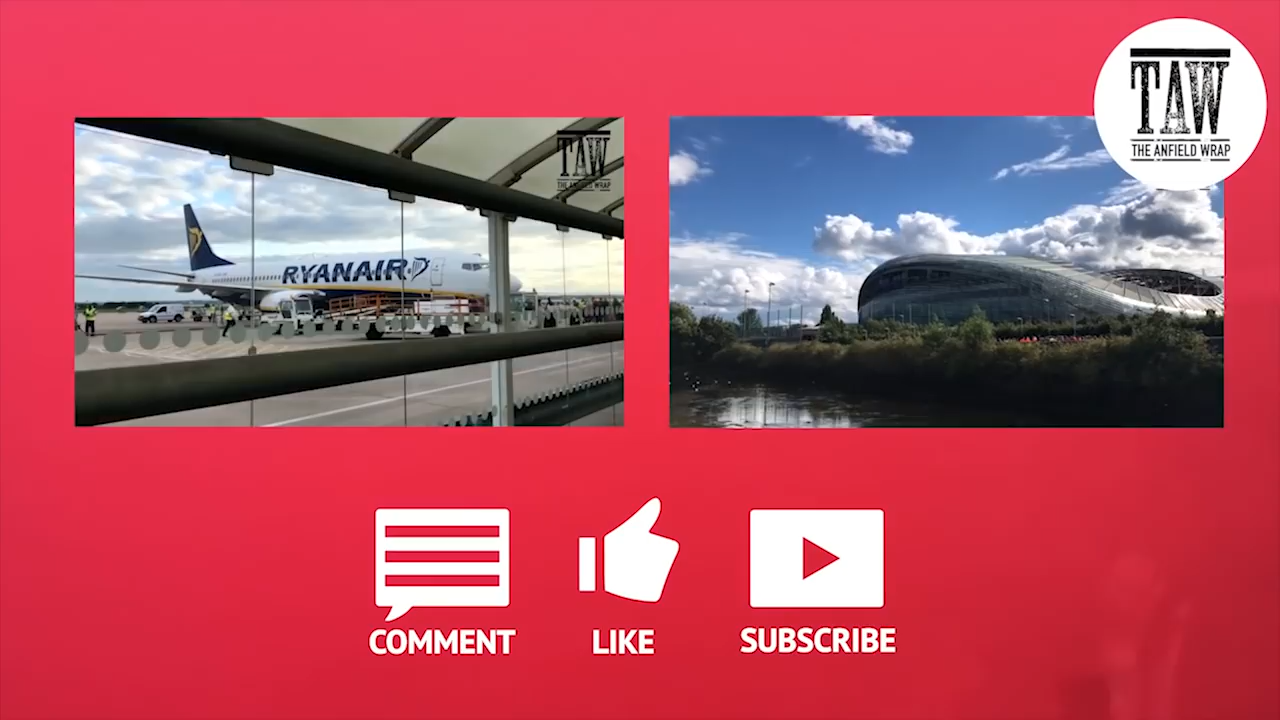 TAW
THE ANFIELD WRAP
TAW
THE ANFIELD WRAP
RYANAIR
COMMENT
LIKE
SUBSCRIBE